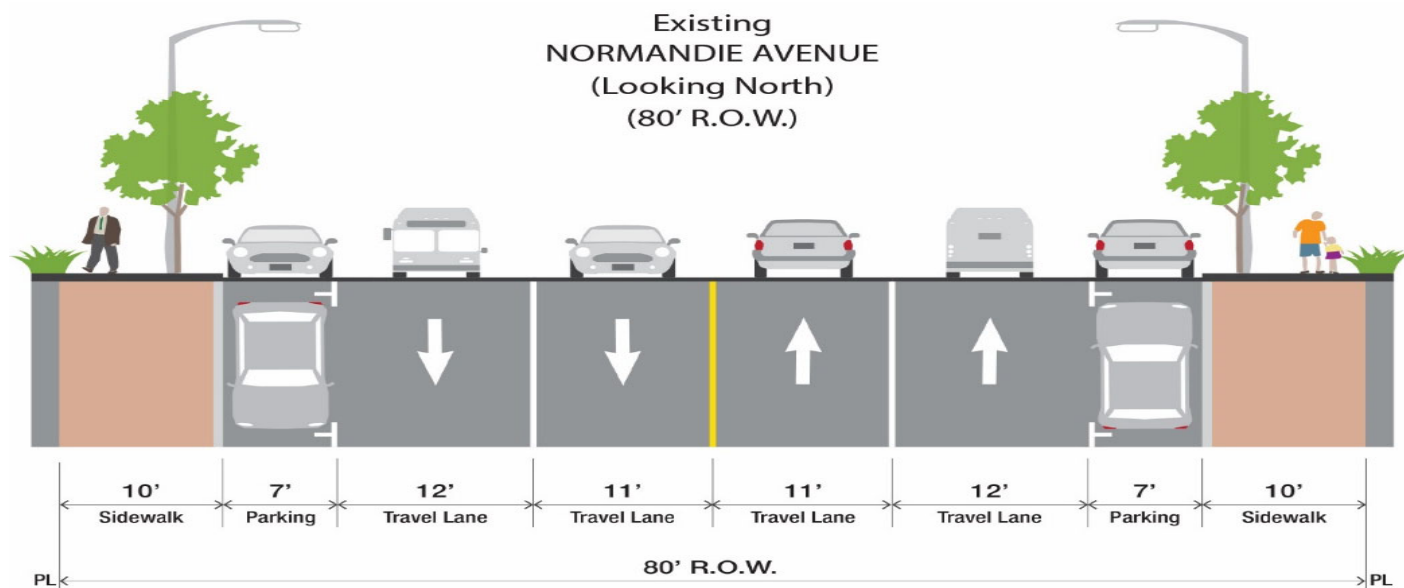 Existing
NORMANDIE AVENUE
(Looking North)
(80’ R.O.W.)
10’ 7’ 12’ 11’ 11’ 12’ 7’ 10’
Sidewalk Parking Travel Lane Travel Lane Travel Lane Travel Lane Parking Sidewalk
PL 80’ R.O.W. PL